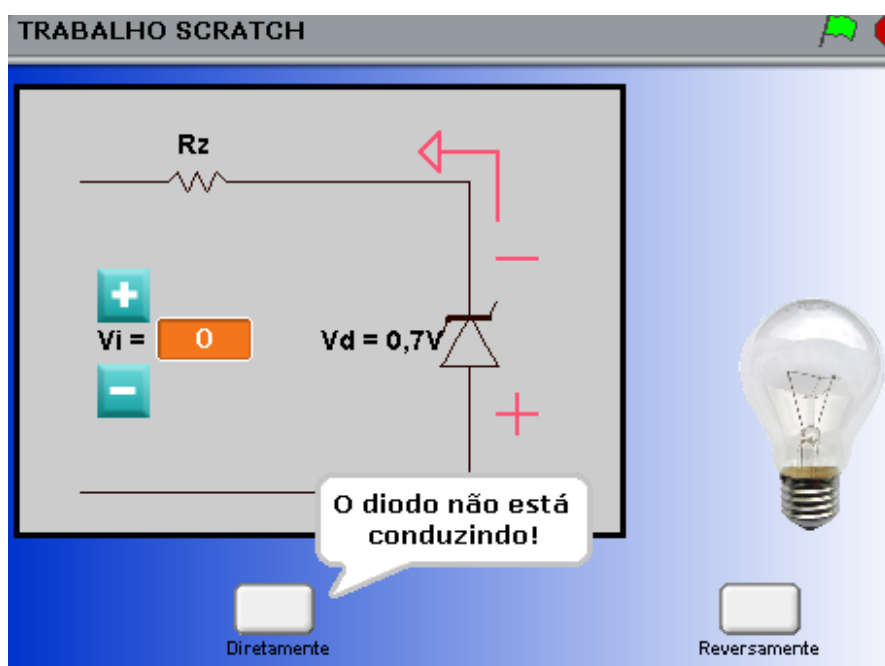 TRABALHO SCRATCH
Rz
Vi = 0
Vd = 0,7V
O diodo não está
conduzindo!
Diretamente
Reversamente